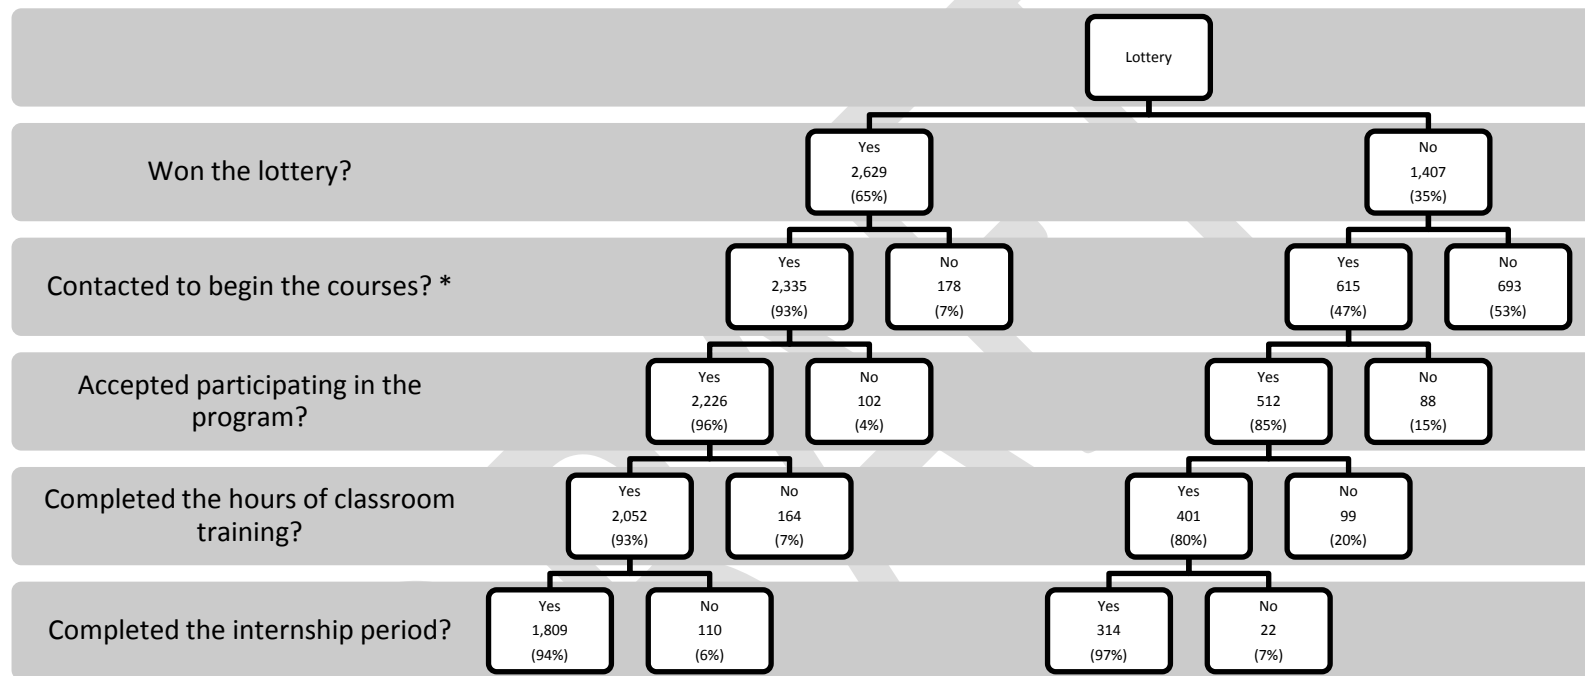 Lottery
Won the lottery?
Yes
2,629
(65%)
No
1,407
(35%)
Contacted to begin the courses? *
Yes
2,335
(93%)
No
178
(7%)
Yes
615
(47%)
No
693
(53%)
Accepted participating in the
program?
Yes
2,226
(96%)
No
102
(4%)
Yes
512
(85%)
No
88
(15%)
Completed the hours of classroom
training?
Yes
2,052
(93%)
No
164
(7%)
Yes
401
(80%)
No
99
(20%)
Completed the internship period?
Yes
1,809
(94%)
No
110
(6%)
Yes
314
(97%)
No
22
(7%)